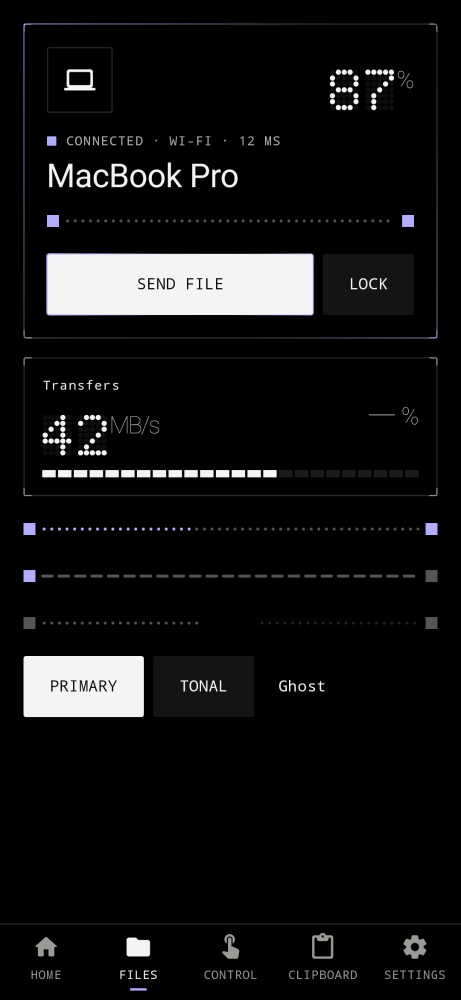 87%
CONNECTED · WI-FI · 12 MS
MacBook Pro
SEND FILE
LOCK
Transfers
42MB/s
— %
PRIMARY
TONAL
Ghost
HOME
FILES
CONTROL
CLIPBOARD
SETTINGS